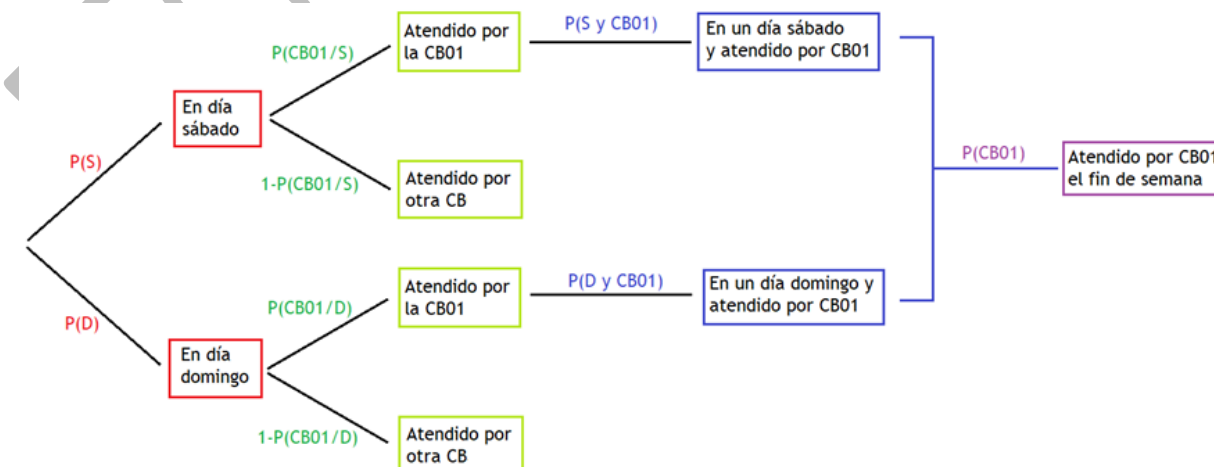 P(S)
En día
sábado
P(CB01/S)
Atendido por
la CB01
P(S y CB01)
En un día sábado
y atendido por CB01
1-P(CB01/S)
Atendido por
otra CB
P(CB01)
Atendido por CB01
el fin de semana
P(D)
En día
domingo
P(CB01/D)
Atendido por
la CB01
P(D y CB01)
En un día domingo y
atendido por CB01
1-P(CB01/D)
Atendido por
otra CB